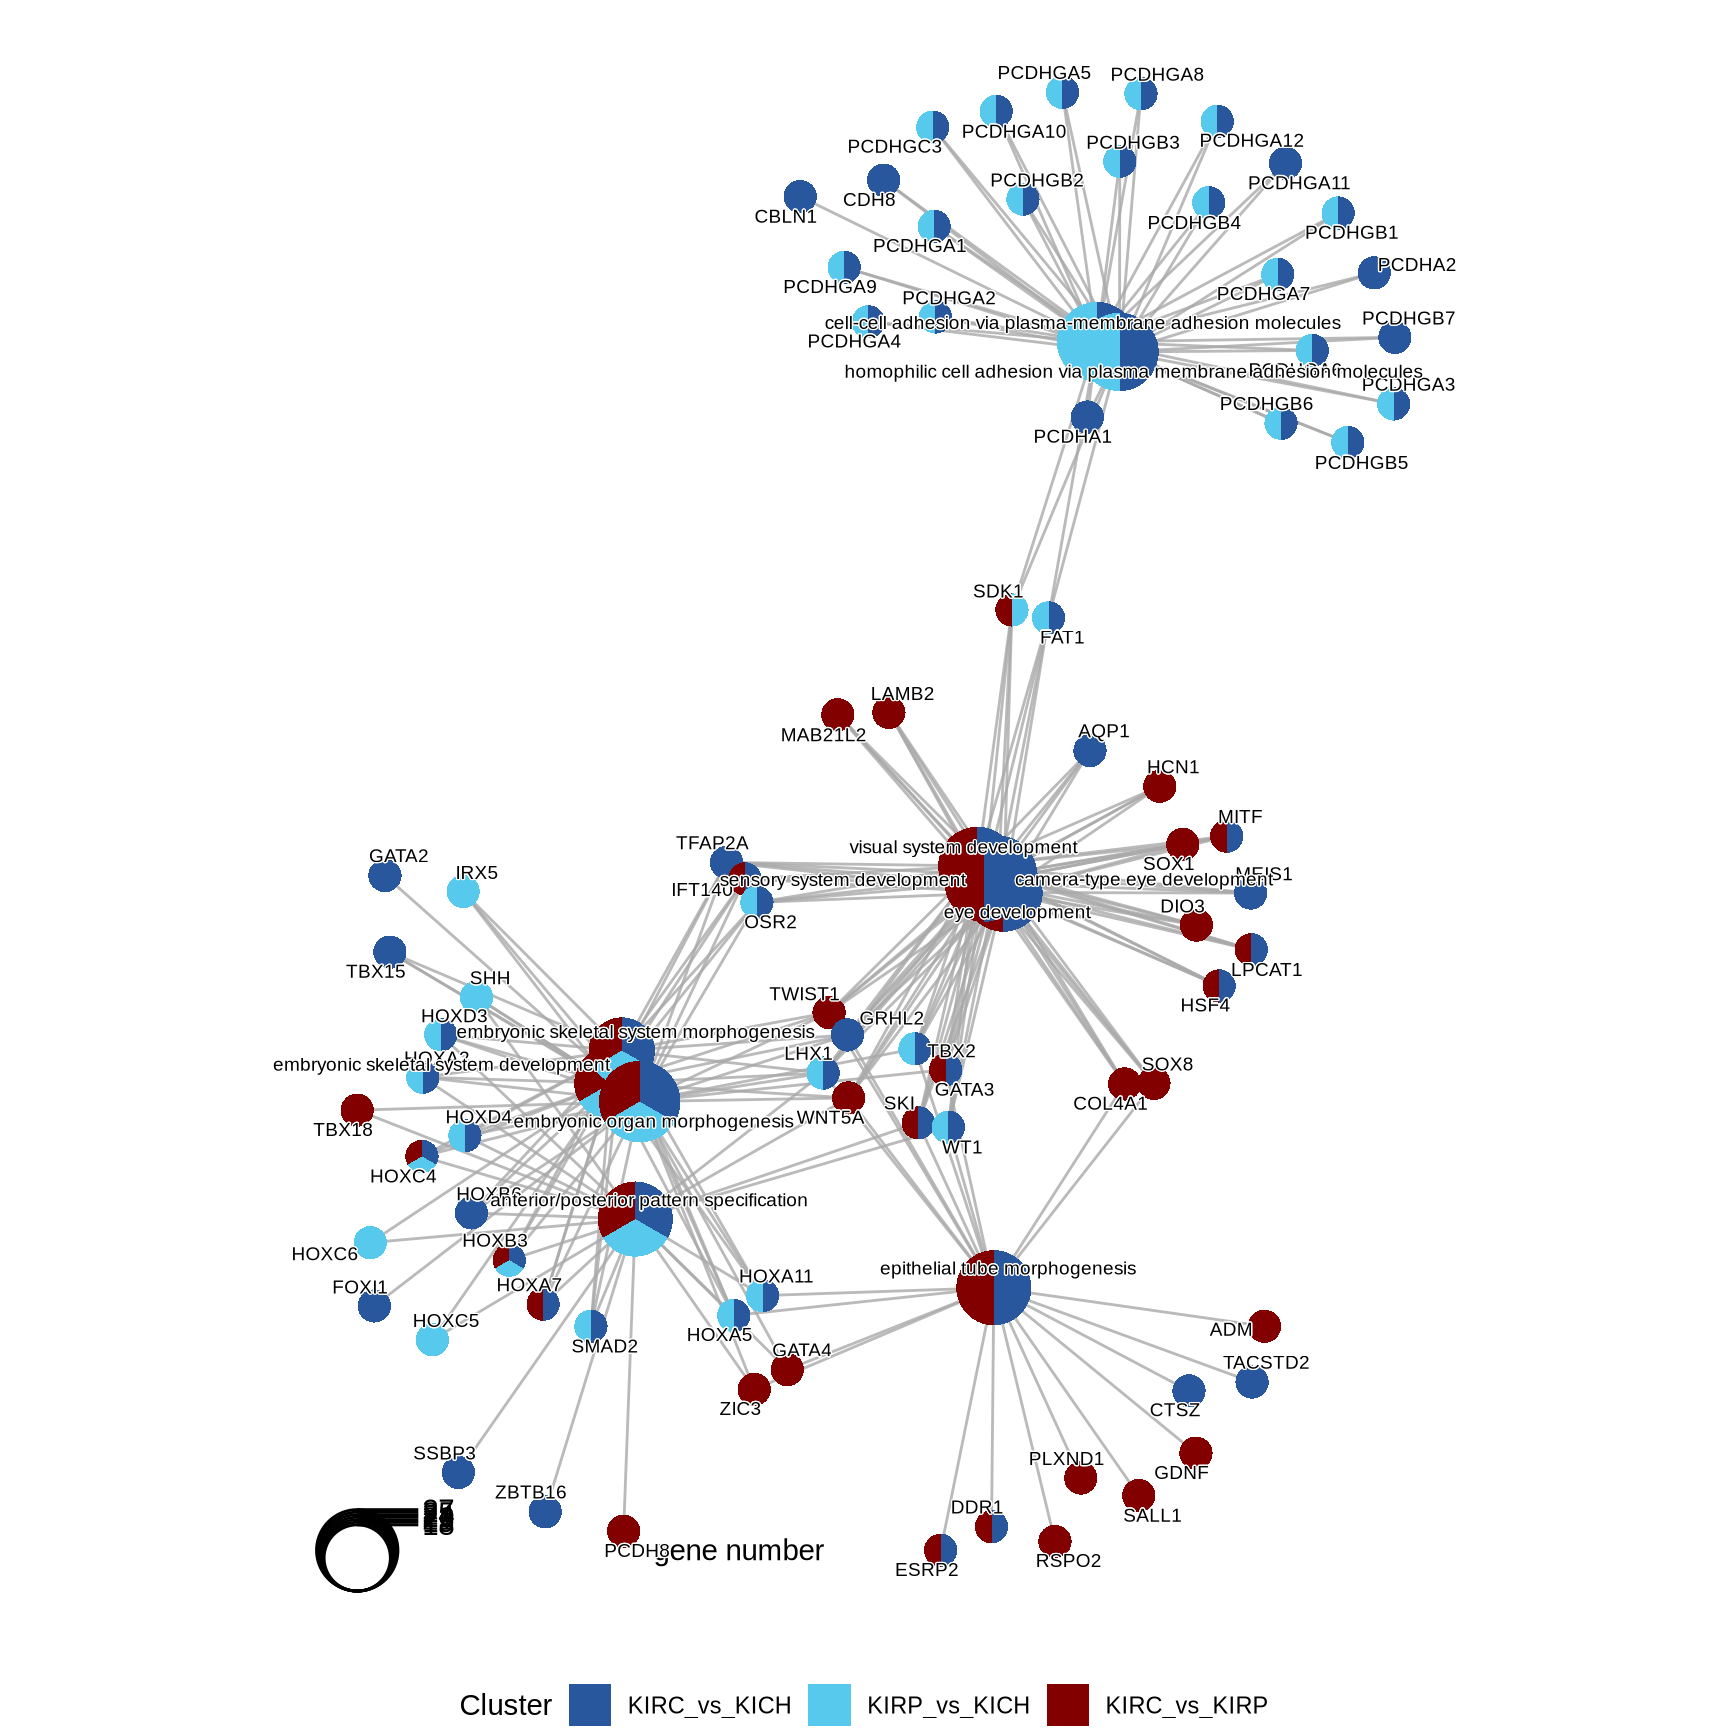 PCDHGA5
PCDHGA8
PCDHGA10
PCDHGC3
PCDHGB3
PCDHGA12
PCDHGB2
PCDHGA11
CDH8
CBLN1
PCDHGB4
PCDHGB1
PCDHGA1
PCDHA2
PCDHGA9
PCDHGA7
PCDHGA2
PCDHGB7
cell-cell adhesion via plasma-membrane adhesion molecules
PCDHGA4
homophilic cell adhesion via plasma membrane adhesion molecules
PCDHGA3
PCDHGB6
PCDHA1
PCDHGB5
SDK1
FAT1
LAMB2
MAB21L2
AQP1
HCN1
MITF
TFAP2A
visual system development
GATA2
SOX1
IRX5
MEIS1
sensory system development
camera-type eye development
IFT140
DIO3
eye development
OSR2
TBX15
LPCAT1
SHH
TWIST1
HSF4
HOXD3
GRHL2
embryonic skeletal system morphogenesis
LHX1
TBX2
HOXA2
embryonic skeletal system development
SOX8
GATA3
SKI
COL4A1
HOXD4
WNT5A
embryonic organ morphogenesis
TBX18
WT1
HOXC4
HOXB6
anterior/posterior pattern specification
HOXB3
HOXC6
epithelial tube morphogenesis
HOXA11
HOXA7
FOXI1
HOXC5
ADM
HOXA5
SMAD2
GATA4
TACSTD2
ZIC3
CTSZ
SSBP3
PLXND1
GDNF
ZBTB16
DDR1
SALL1
PCDH8
gene number
RSPO2
ESRP2
Cluster
KIRC_vs_KICH
KIRP_vs_KICH
KIRC_vs_KIRP